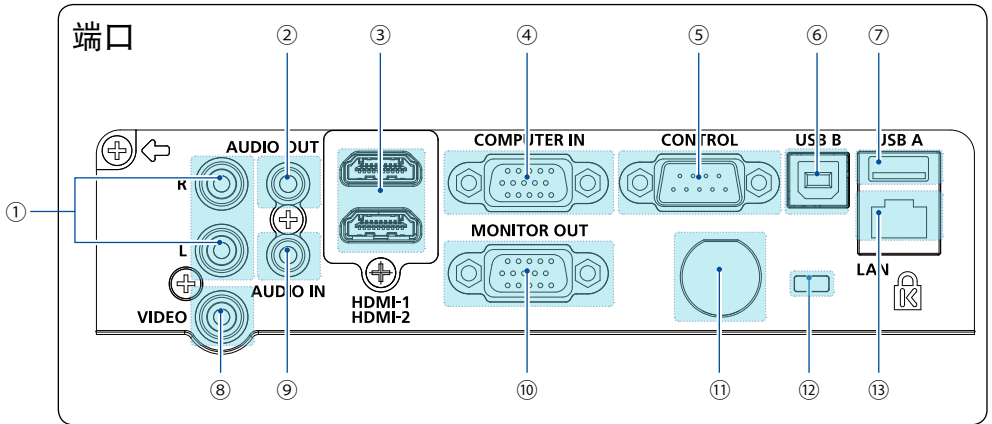 端口
② ③ ④ ⑤ ⑥ ⑦
AUDIO OUT
COMPUTER IN
CONTROL
USB B
USB A
①
R
L
AUDIO IN
MONITOR OUT
LAN
VIDEO
HDMI-1
HDMI-2
K
⑧ ⑨ ⑩ ⑪ ⑫ ⑬